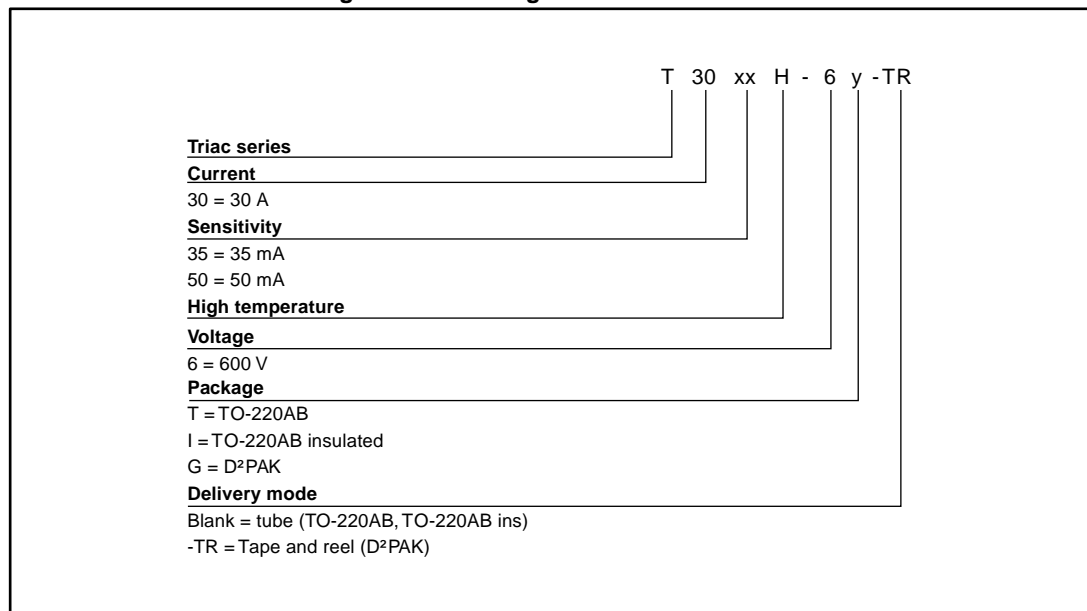 T 30 xx H - 6 y -TR
Triac series
Current
30 = 30 A
Sensitivity
35 = 35 mA
50 = 50 mA
High temperature
Voltage
6 = 600 V
Package
T = TO-220AB
I = TO-220AB insulated
G = D²PAK
Delivery mode
Blank = tube (TO-220AB, TO-220AB ins)
-TR = Tape and reel (D²PAK)